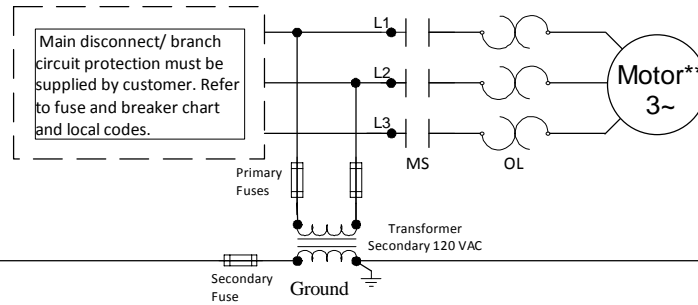 Main disconnect/ branch
circuit protection must be
supplied by customer. Refer
to fuse and breaker chart
and local codes.
L1
L2
L3
MS
OL
Motor**
3~
Primary
Fuses
Transformer
Secondary 120 VAC
Secondary
Fuse
Ground